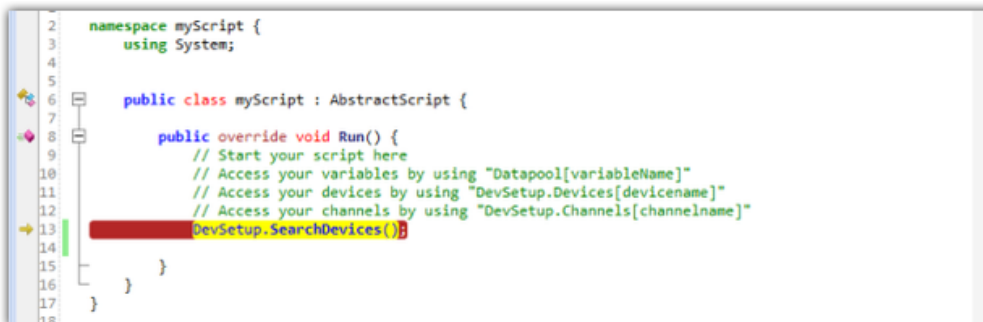 2 namespace myScript {
3 using System;
4
5
6 public class myScript : AbstractScript {
7
8 public override void Run() {
9 // Start your script here
10 // Access your variables by using "Datapool[variableName]"
11 // Access your devices by using "DevSetup.Devices[devicename]"
12 // Access your channels by using "DevSetup.Channels[channelname]"
13 DevSetup.SearchDevices();
14
15 }
16 }
17 }
18